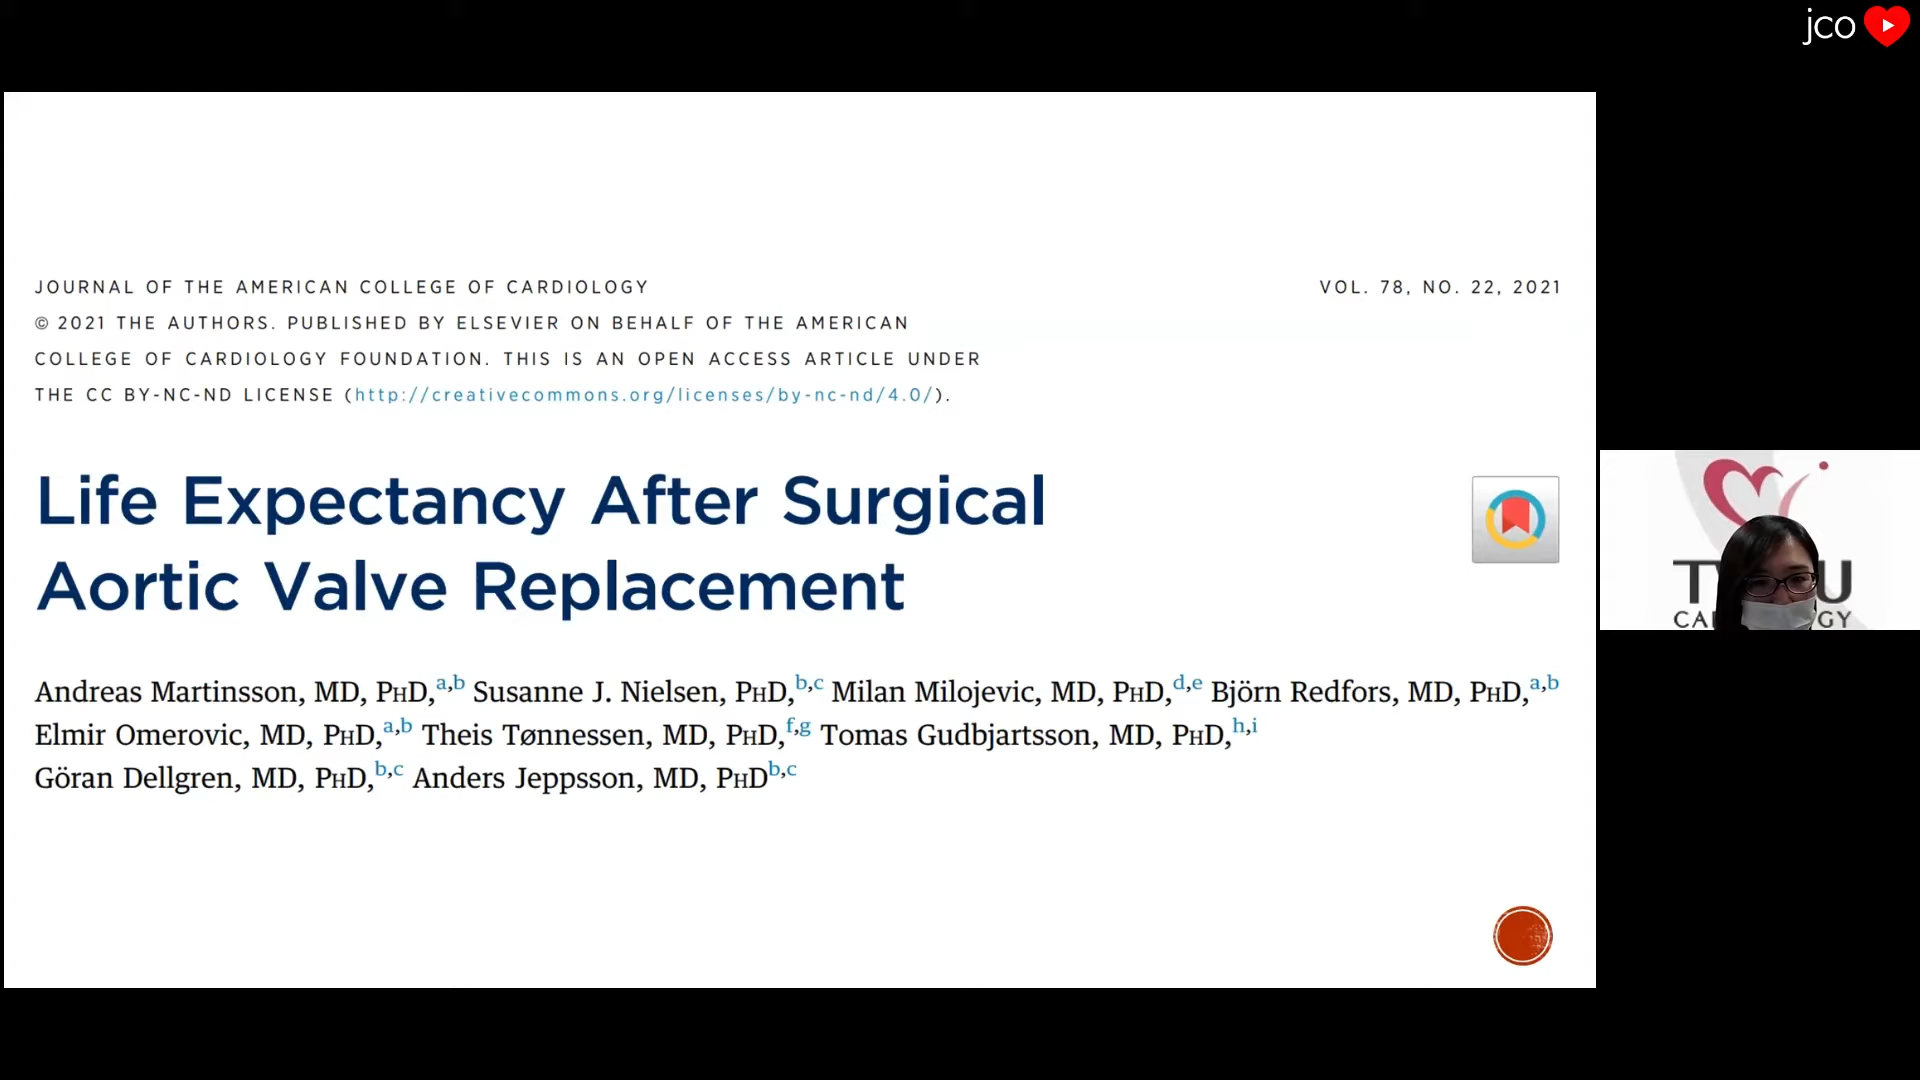 jco
JOURNAL OF THE AMERICAN COLLEGE OF CARDIOLOGY
VOL. 78, NO. 22, 2021
© 2021 THE AUTHORS. PUBLISHED BY ELSEVIER ON BEHALF OF THE AMERICAN
COLLEGE OF CARDIOLOGY FOUNDATION. THIS IS AN OPEN ACCESS ARTICLE UNDER
THE CC BY-NC-ND LICENSE (http://creativecommons.org/licenses/by-nc-nd/4.0/).
Life Expectancy After Surgical
Aortic Valve Replacement
Andreas Martinsson, MD, PHD,a,b Susanne J. Nielsen, PHD,b,c Milan Milojevic, MD, PHD,d,e Björn Redfors, MD, PHD,a,b
Elmir Omerovic, MD, PHD,a,b Theis Tønnessen, MD, PHD,f,g Tomas Gudbjartsson, MD, PHD,h,i
Göran Dellgren, MD, PHD,b,c Anders Jeppsson, MD, PHDb,c